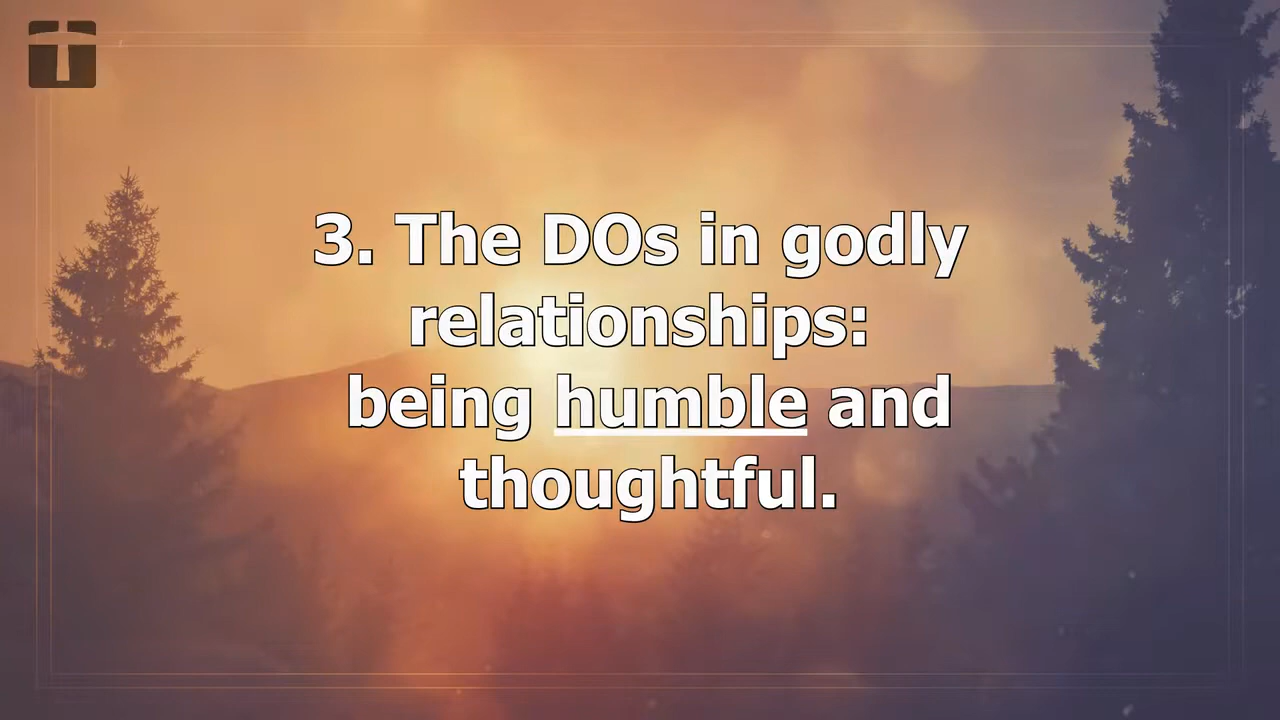 3. The DOs in godly
relationships:
being humble and
thoughtful.